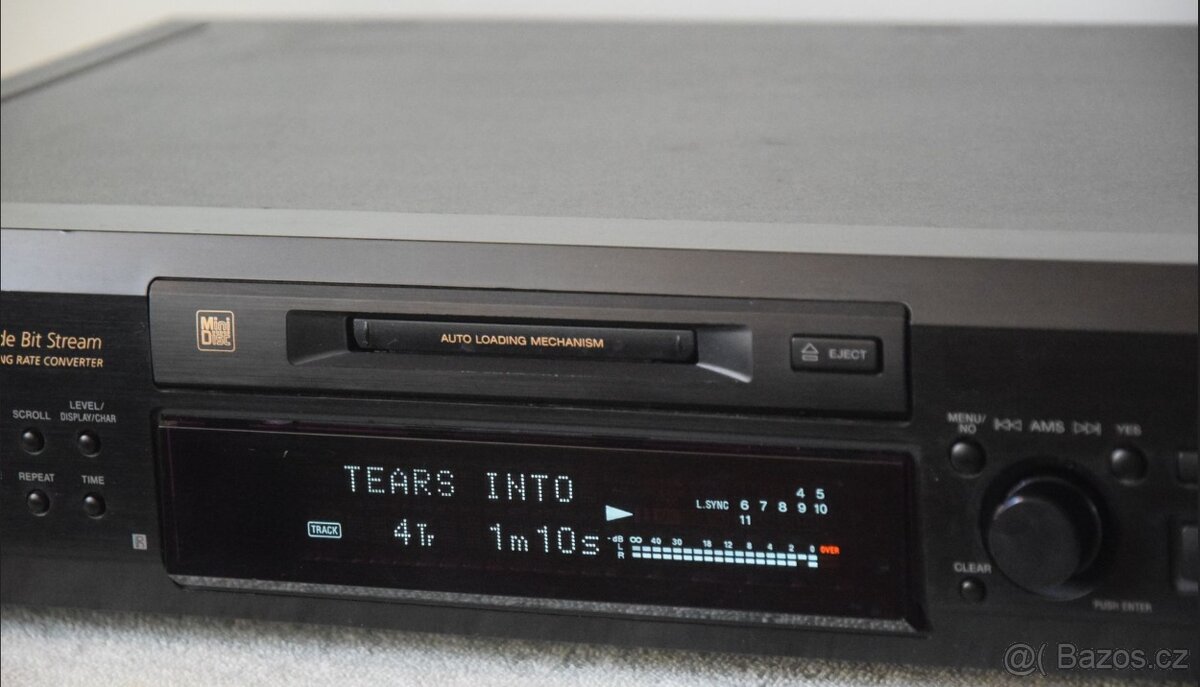 de Bit Stream
NG RATE CONVERTER
SCROLL
LEVEL/
DISPLAY/CHAR
REPEAT
TIME
Mini
Disc
AUTO LOADING MECHANISM
EJECT
TEARS INTO
TRACK
4Tr
1m10s
L.SYNC
4 5
6 7 8 9 10
11
-dB ∞ 40 30 18 12 8 4 2 0 OVER
L
R
MENU/
NO
AMS
YES
CLEAR
PUSH ENTER
@( Bazos.cz